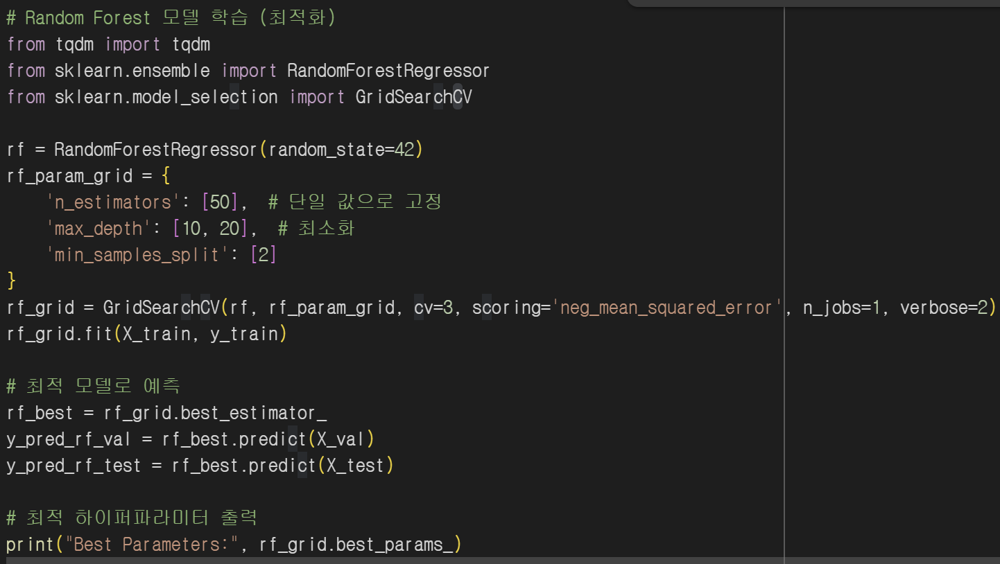 # Random Forest 모델 학습 (최적화)
from tqdm import tqdm
from sklearn.ensemble import RandomForestRegressor
from sklearn.model_selection import GridSearchCV
rf = RandomForestRegressor(random_state=42)
rf_param_grid = {
    'n_estimators': [50],  # 단일 값으로 고정
    'max_depth': [10, 20],  # 최소화
    'min_samples_split': [2]
}
rf_grid = GridSearchCV(rf, rf_param_grid, cv=3, scoring='neg_mean_squared_error', n_jobs=1, verbose=2)
rf_grid.fit(X_train, y_train)
# 최적 모델로 예측
rf_best = rf_grid.best_estimator_
y_pred_rf_val = rf_best.predict(X_val)
y_pred_rf_test = rf_best.predict(X_test)
# 최적 하이퍼파라미터 출력
print("Best Parameters:", rf_grid.best_params_)